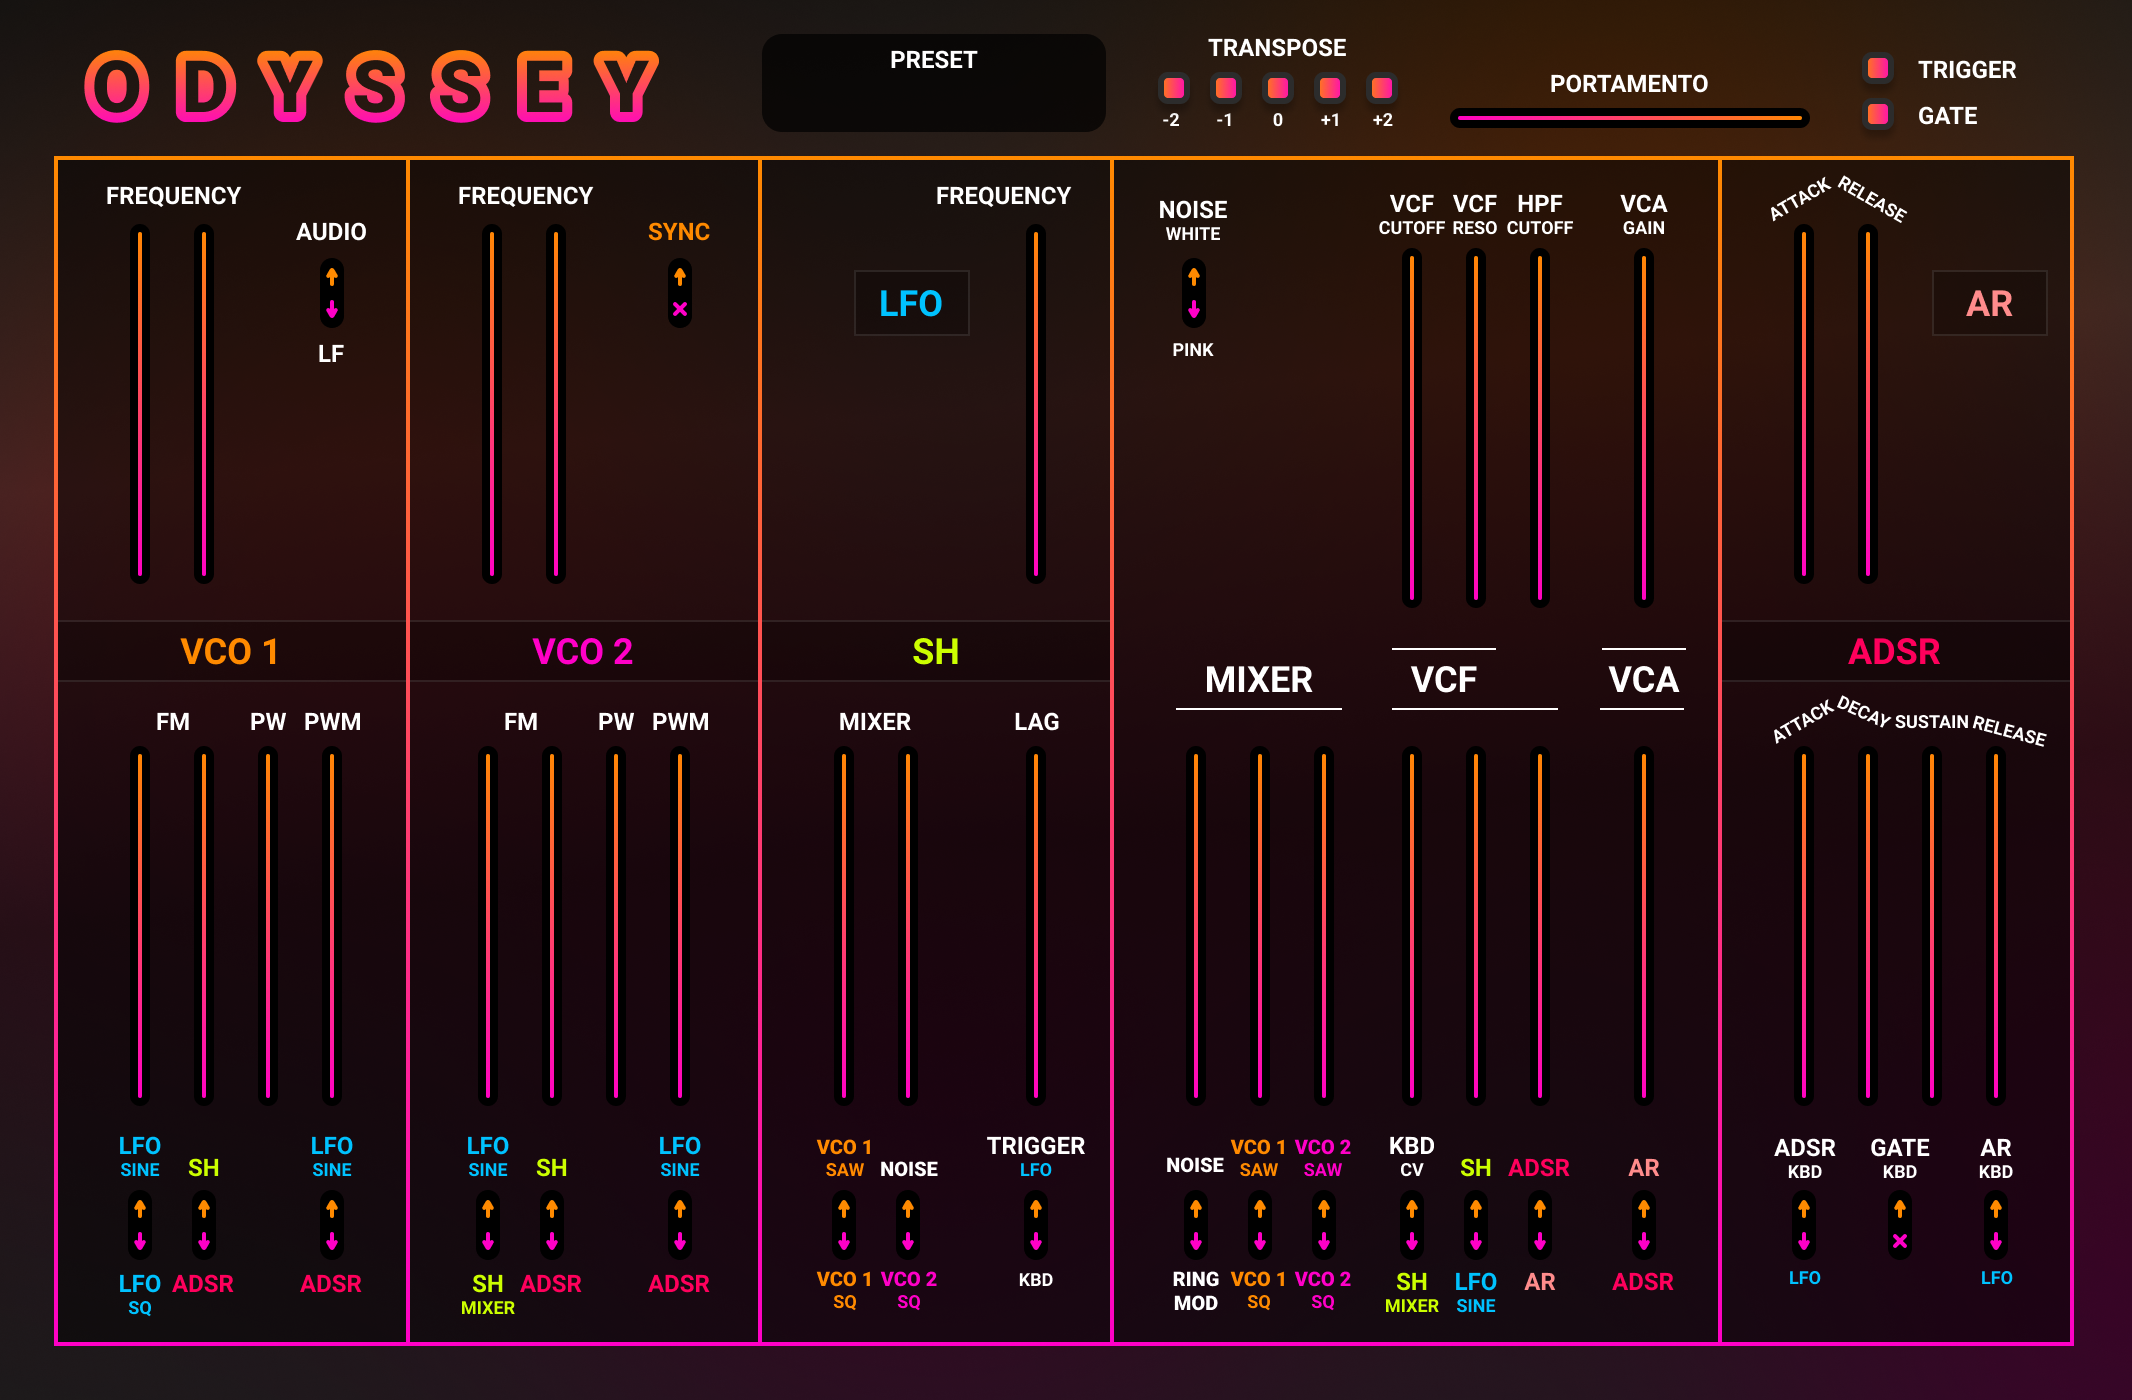 ODYSSEY
PRESET
TRANSPOSE
-2 -1 0 +1 +2
PORTAMENTO
TRIGGER
GATE
FREQUENCY
AUDIO
LF
VCO 1
FM PW PWM
LFO SINE
SH
LFO SINE
LFO SQ
ADSR
ADSR
FREQUENCY
SYNC
VCO 2
FM PW PWM
LFO SINE
SH
LFO SINE
SH MIXER
ADSR
ADSR
FREQUENCY
LFO
SH
MIXER
LAG
VCO 1 SAW
NOISE
TRIGGER LFO
VCO 1 SQ
VCO 2 SQ
KBD
NOISE
WHITE
PINK
VCF CUTOFF
VCF RESO
HPF CUTOFF
VCA GAIN
MIXER
VCF
VCA
NOISE
VCO 1 SAW
VCO 2 SAW
KBD CV
SH
ADSR
AR
RING MOD
VCO 1 SQ
VCO 2 SQ
SH MIXER
LFO SINE
AR
ADSR
ATTACK RELEASE
AR
ADSR
ATTACK DECAY SUSTAIN RELEASE
ADSR KBD
GATE KBD
AR KBD
LFO
LFO